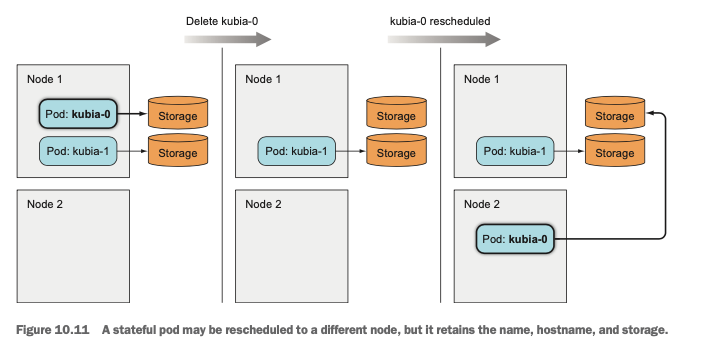 Delete kubia-0
kubia-0 rescheduled
Node 1
Pod: kubia-0
Storage
Pod: kubia-1
Storage
Node 2
Node 1
Storage
Pod: kubia-1
Storage
Node 2
Node 1
Storage
Pod: kubia-1
Storage
Node 2
Pod: kubia-0
Figure 10.11 A stateful pod may be rescheduled to a different node, but it retains the name, hostname, and storage.